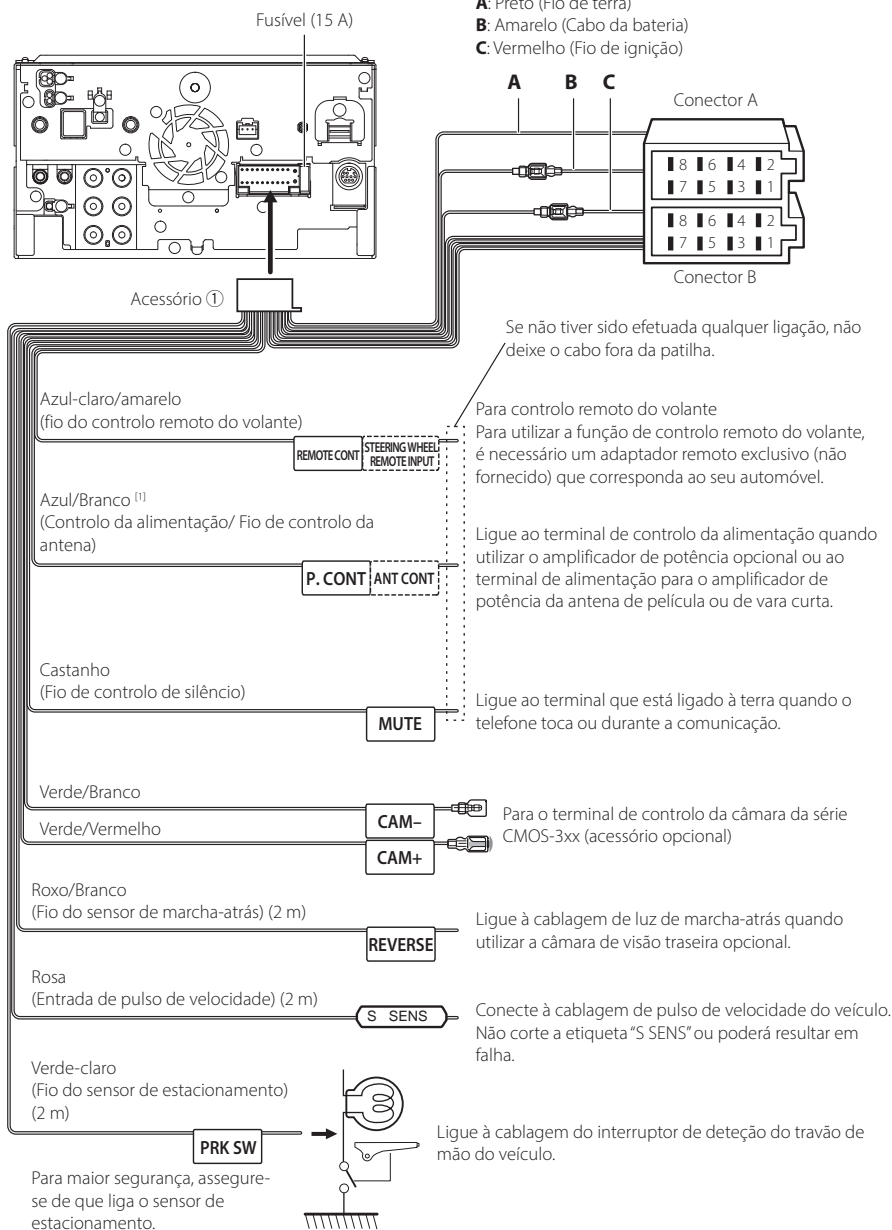 A: Preto (Fio de terra)
B: Amarelo (Cabo da bateria)
C: Vermelho (Fio de ignição)
Fusível (15 A)
A B C
Conector A
8 6 4 2
7 5 3 1
8 6 4 2
7 5 3 1
Conector B
Acessório ①
Se não tiver sido efetuada qualquer ligação, não
deixe o cabo fora da patilha.
Azul-claro/amarelo
(fio do controlo remoto do volante)
REMOTE CONT
STEERING WHEEL
REMOTE INPUT
Para controlo remoto do volante
Para utilizar a função de controlo remoto do volante,
é necessário um adaptador remoto exclusivo (não
fornecido) que corresponda ao seu automóvel.
Azul/Branco [1]
(Controlo da alimentação/ Fio de controlo da
antena)
P. CONT ANT CONT
Ligue ao terminal de controlo da alimentação quando
utilizar o amplificador de potência opcional ou ao
terminal de alimentação para o amplificador de
potência da antena de película ou de vara curta.
Castanho
(Fio de controlo de silêncio)
MUTE
Ligue ao terminal que está ligado à terra quando o
telefone toca ou durante a comunicação.
Verde/Branco
CAM–
Verde/Vermelho
CAM+
Para o terminal de controlo da câmara da série
CMOS-3xx (acessório opcional)
Roxo/Branco
(Fio do sensor de marcha-atrás) (2 m)
REVERSE
Ligue à cablagem de luz de marcha-atrás quando
utilizar a câmara de visão traseira opcional.
Rosa
(Entrada de pulso de velocidade) (2 m)
S SENS
Conecte à cablagem de pulso de velocidade do veículo.
Não corte a etiqueta “S SENS” ou poderá resultar em
falha.
Verde-claro
(Fio do sensor de estacionamento)
(2 m)
PRK SW
Ligue à cablagem do interruptor de deteção do travão de
mão do veículo.
Para maior segurança, assegure-
se de que liga o sensor de
estacionamento.